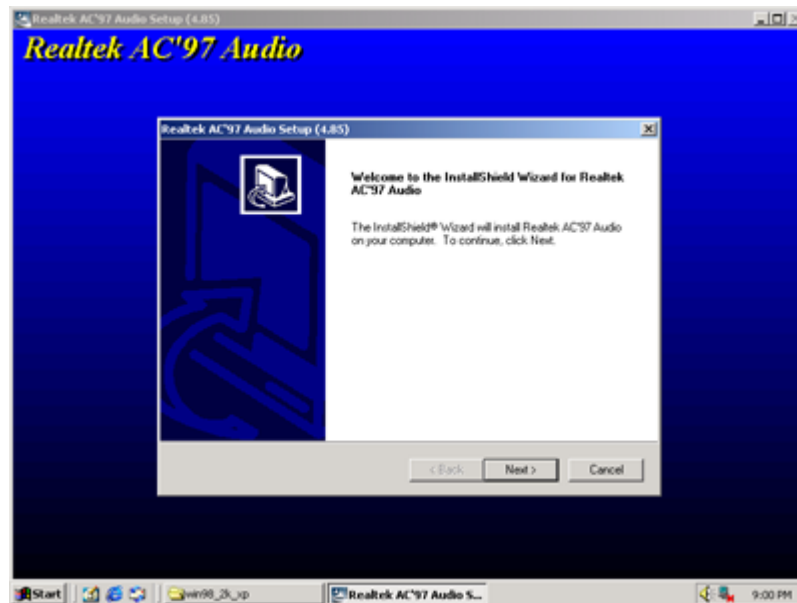 Realtek AC'97 Audio Setup (4.85)
Realtek AC'97 Audio
Realtek AC'97 Audio Setup (4.85)
Welcome to the InstallShield Wizard for Realtek
AC'97 Audio
The InstallShield® Wizard will install Realtek AC'97 Audio
on your computer. To continue, click Next.
< Back
Next >
Cancel
Start
win98_2k_xp
Realtek AC'97 Audio S...
9:00 PM